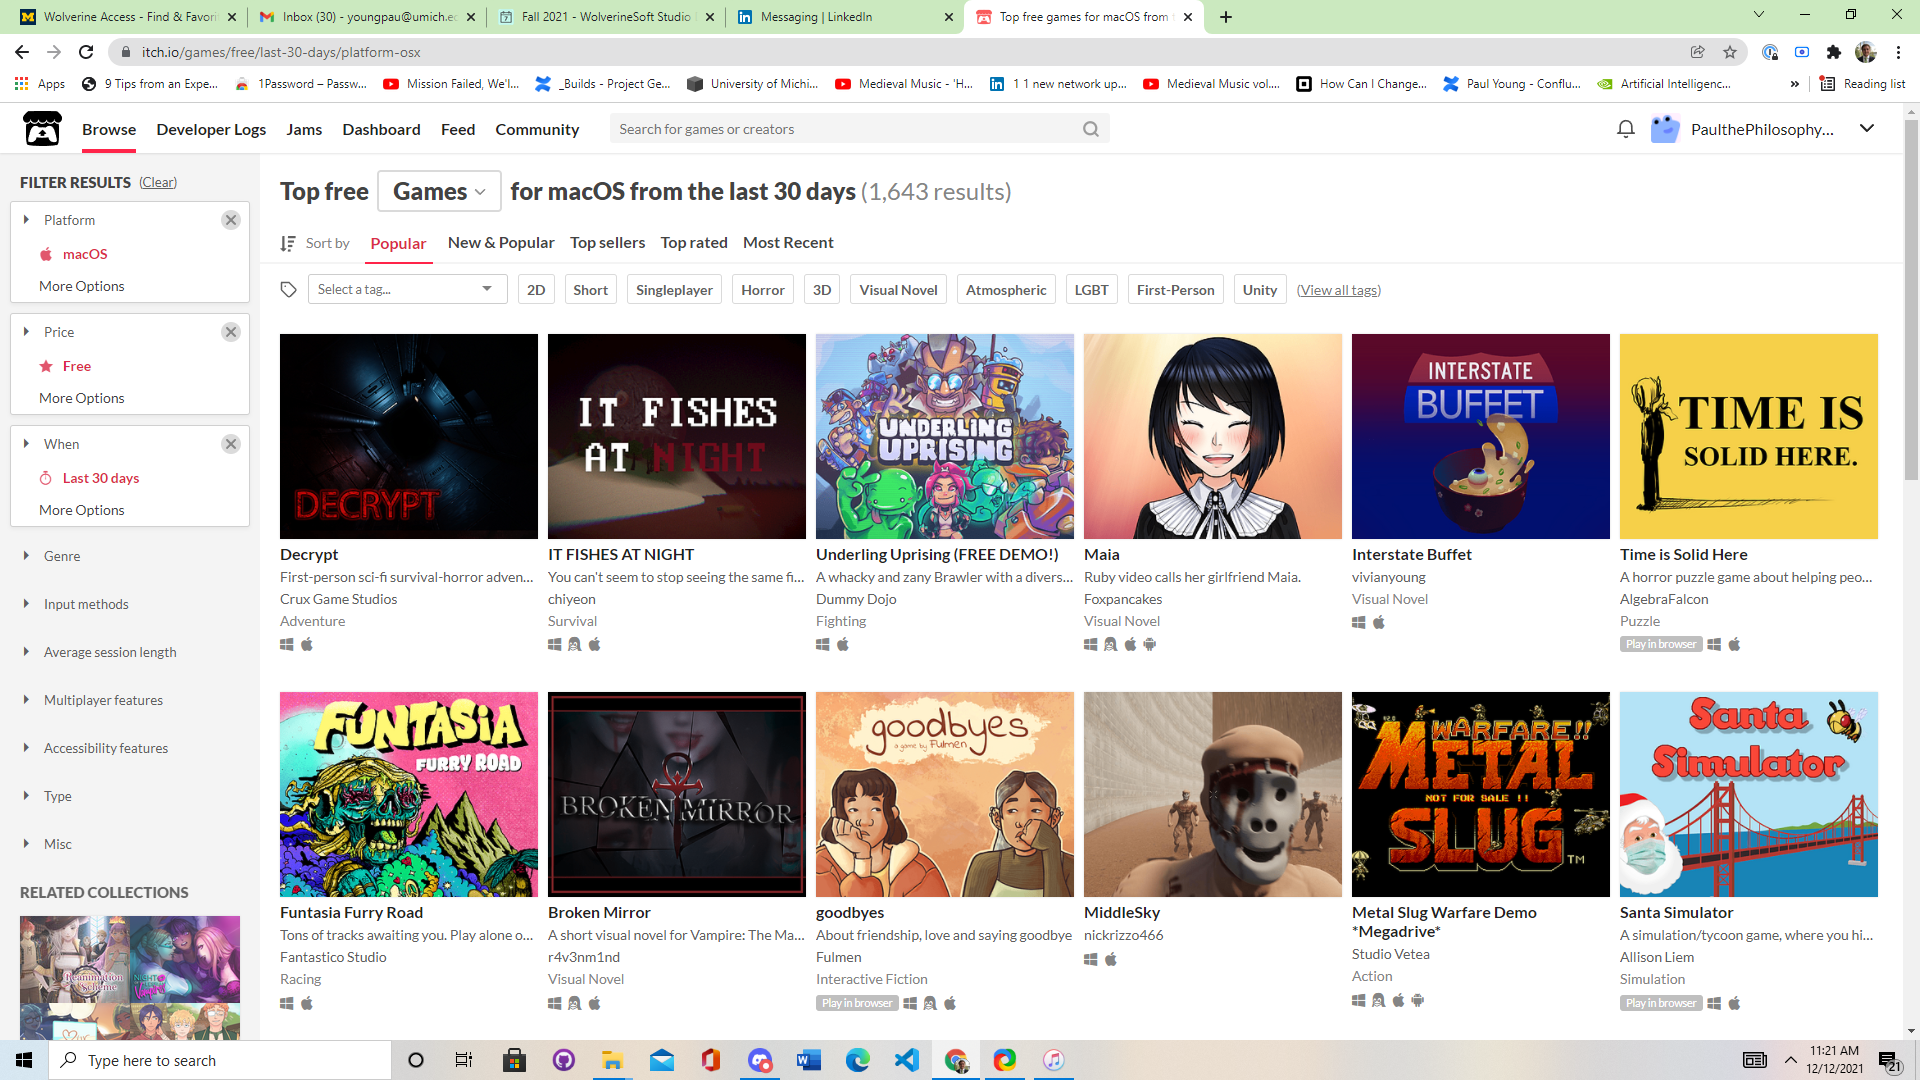 Wolverine Access - Find & Favori
Inbox (30) - youngpau@umich.ed
Fall 2021 - WolverineSoft Studio
Messaging | LinkedIn
Top free games for macOS from
itch.io/games/free/last-30-days/platform-osx
Apps
9 Tips from an Expe...
1Password – Passw...
Mission Failed, We'l...
_Builds - Project Ge...
University of Michi...
Medieval Music - 'H...
1 1 new network up...
Medieval Music vol....
How Can I Change...
Paul Young - Conflu...
Artificial Intelligenc...
»
Reading list
Browse
Developer Logs
Jams
Dashboard
Feed
Community
Search for games or creators
PaulthePhilosophy...
FILTER RESULTS (Clear)
Platform
macOS
More Options
Price
Free
More Options
When
Last 30 days
More Options
Genre
Input methods
Average session length
Multiplayer features
Accessibility features
Type
Misc
RELATED COLLECTIONS
Reanimation
Scheme
Top free Games for macOS from the last 30 days (1,643 results)
Sort by
Popular
New & Popular
Top sellers
Top rated
Most Recent
Select a tag...
2D
Short
Singleplayer
Horror
3D
Visual Novel
Atmospheric
LGBT
First-Person
Unity
(View all tags)
DECRYPT
IT FISHES
AT NIGHT
UNDERLING
UPRISING
INTERSTATE
BUFFET
TIME IS
SOLID HERE.
Decrypt
First-person sci-fi survival-horror adven...
Crux Game Studios
Adventure
IT FISHES AT NIGHT
You can't seem to stop seeing the same fi...
chiyeon
Survival
Underling Uprising (FREE DEMO!)
A whacky and zany Brawler with a divers...
Dummy Dojo
Fighting
Maia
Ruby video calls her girlfriend Maia.
Foxpancakes
Visual Novel
Interstate Buffet
vivianyoung
Visual Novel
Time is Solid Here
A horror puzzle game about helping peo...
AlgebraFalcon
Puzzle
Play in browser
FUNTASIA
FURRY ROAD
BROKEN MIRROR
goodbyes
a game by Fulmen
WARFARE!!
METAL
NOT FOR SALE !!
SLUG
TM
Santa
Simulator
Funtasia Furry Road
Tons of tracks awaiting you. Play alone o...
Fantastico Studio
Racing
Broken Mirror
A short visual novel for Vampire: The Ma...
r4v3nm1nd
Visual Novel
goodbyes
About friendship, love and saying goodbye
Fulmen
Interactive Fiction
Play in browser
MiddleSky
nickrizzo466
Metal Slug Warfare Demo
*Megadrive*
Studio Vetea
Action
Santa Simulator
A simulation/tycoon game, where you hi...
Allison Liem
Simulation
Play in browser
Type here to search
11:21 AM
12/12/2021
21